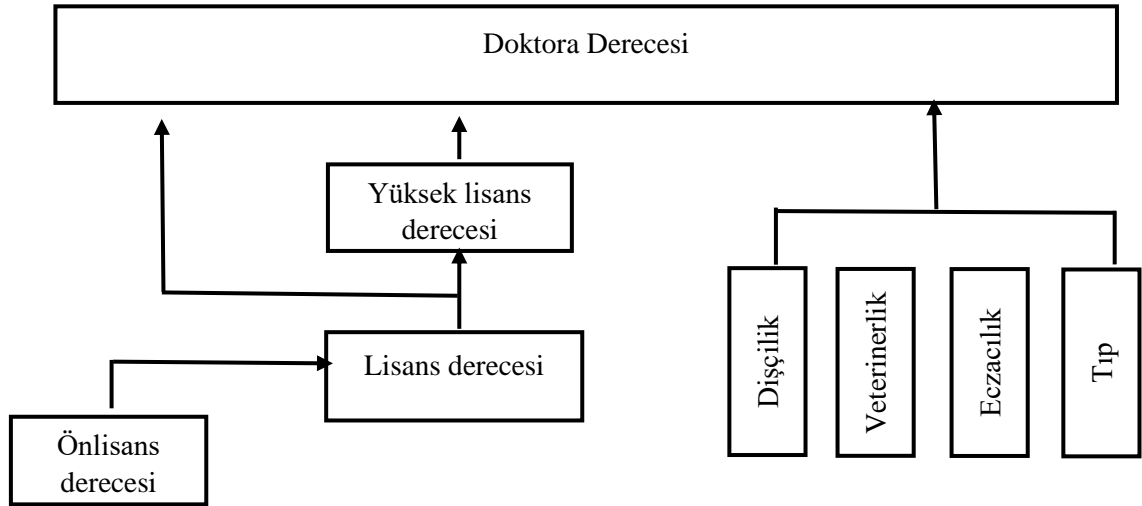 Doktora Derecesi
Yüksek lisans
derecesi
Lisans derecesi
Önlisans
derecesi
Dişçilik
Veterinerlik
Eczacılık
Tıp